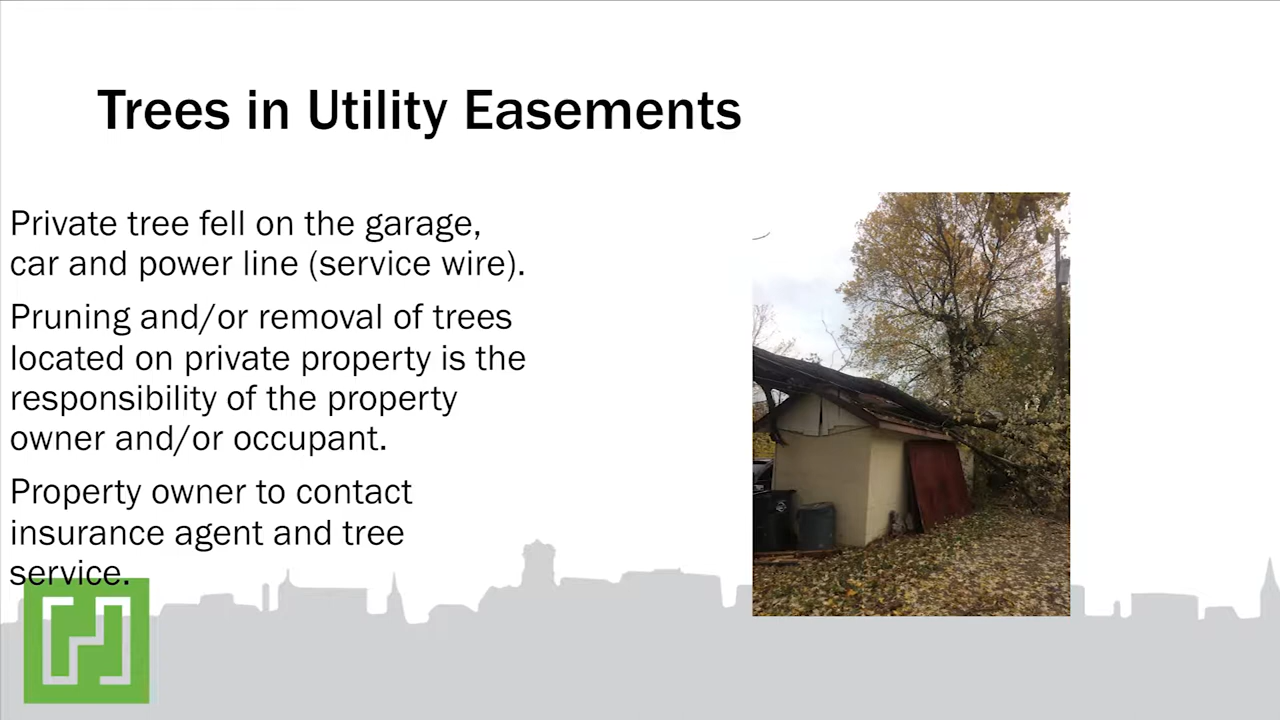 Trees in Utility Easements
Private tree fell on the garage,
car and power line (service wire).
Pruning and/or removal of trees
located on private property is the
responsibility of the property
owner and/or occupant.
Property owner to contact
insurance agent and tree
service.